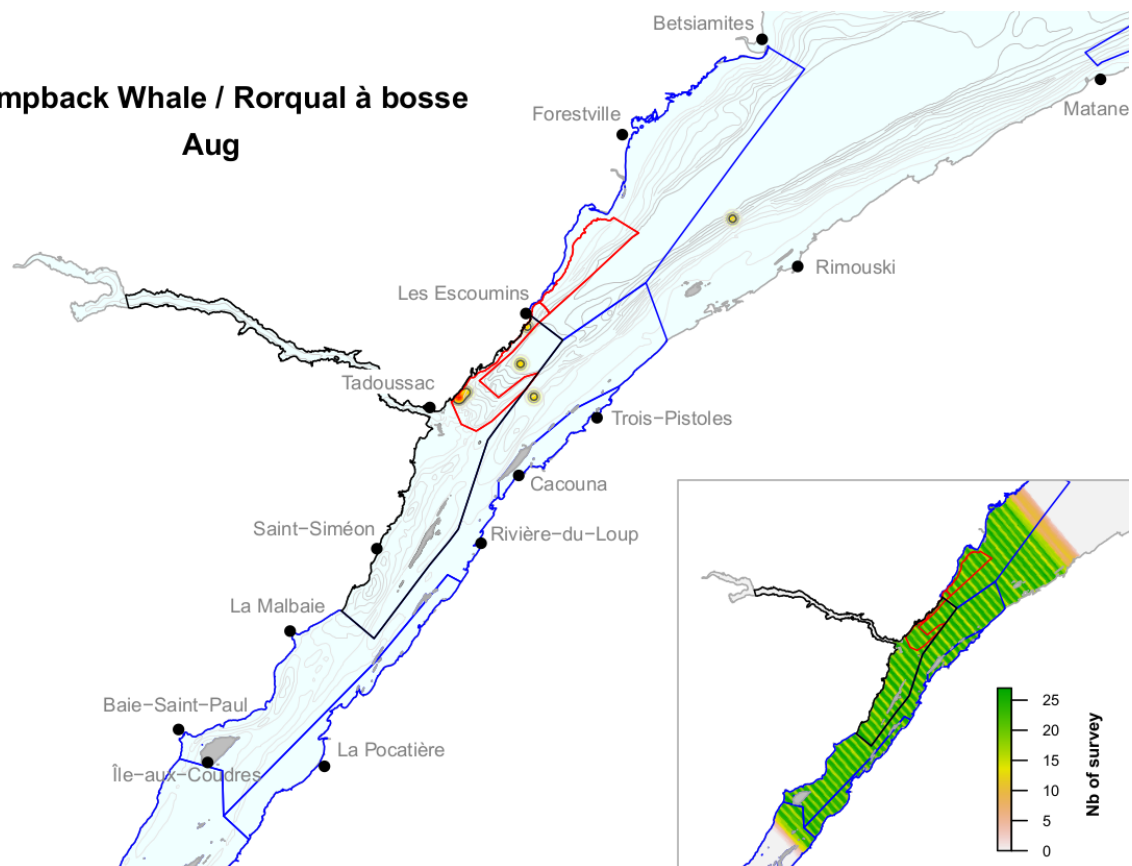 Betsiamites
mpback Whale / Rorqual à bosse
Aug
Forestville
Matane
Rimouski
Les Escoumins
Tadoussac
Trois−Pistoles
Cacouna
Saint−Siméon
Rivière−du−Loup
La Malbaie
Baie−Saint−Paul
La Pocatière
Île−aux−Coudres
25
20
15
10
5
0
Nb of survey